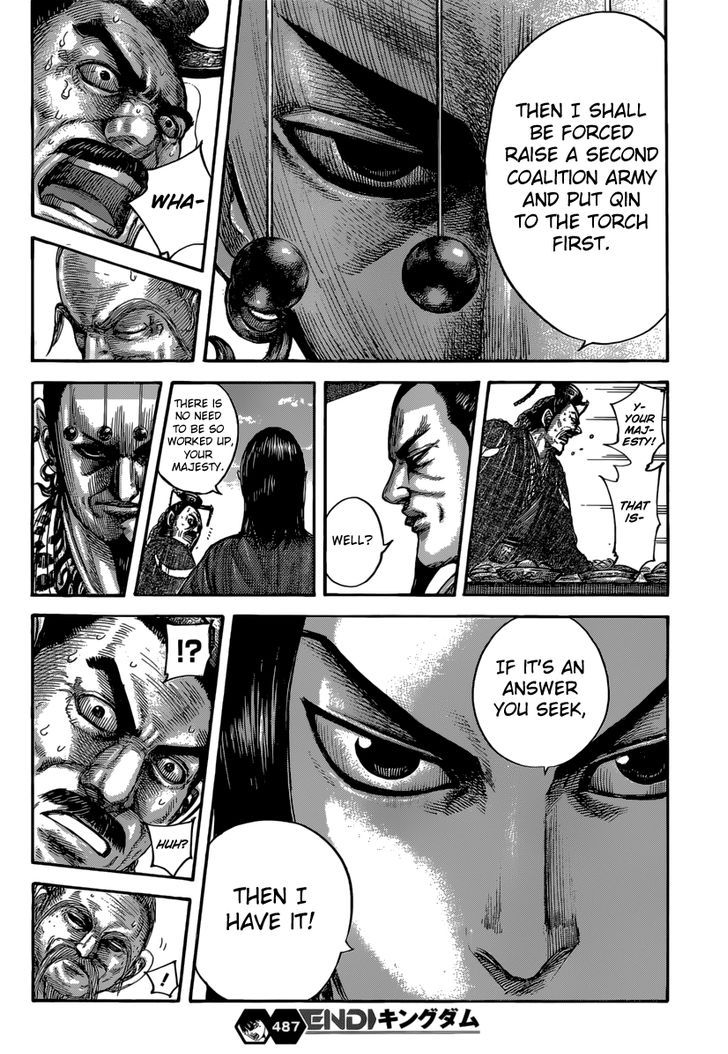 THEN I SHALL
BE FORCED
RAISE A SECOND
COALITION ARMY
AND PUT QIN
TO THE TORCH
FIRST.
WHA-
Y-
YOUR
MAJ-
ESTY!
THAT
IS-
WELL?
THERE IS
NO NEED
TO BE SO
WORKED UP,
YOUR
MAJESTY.
IF IT'S AN
ANSWER
YOU SEEK,
THEN I
HAVE IT!
!?
HUH?
!
487 END キングダム